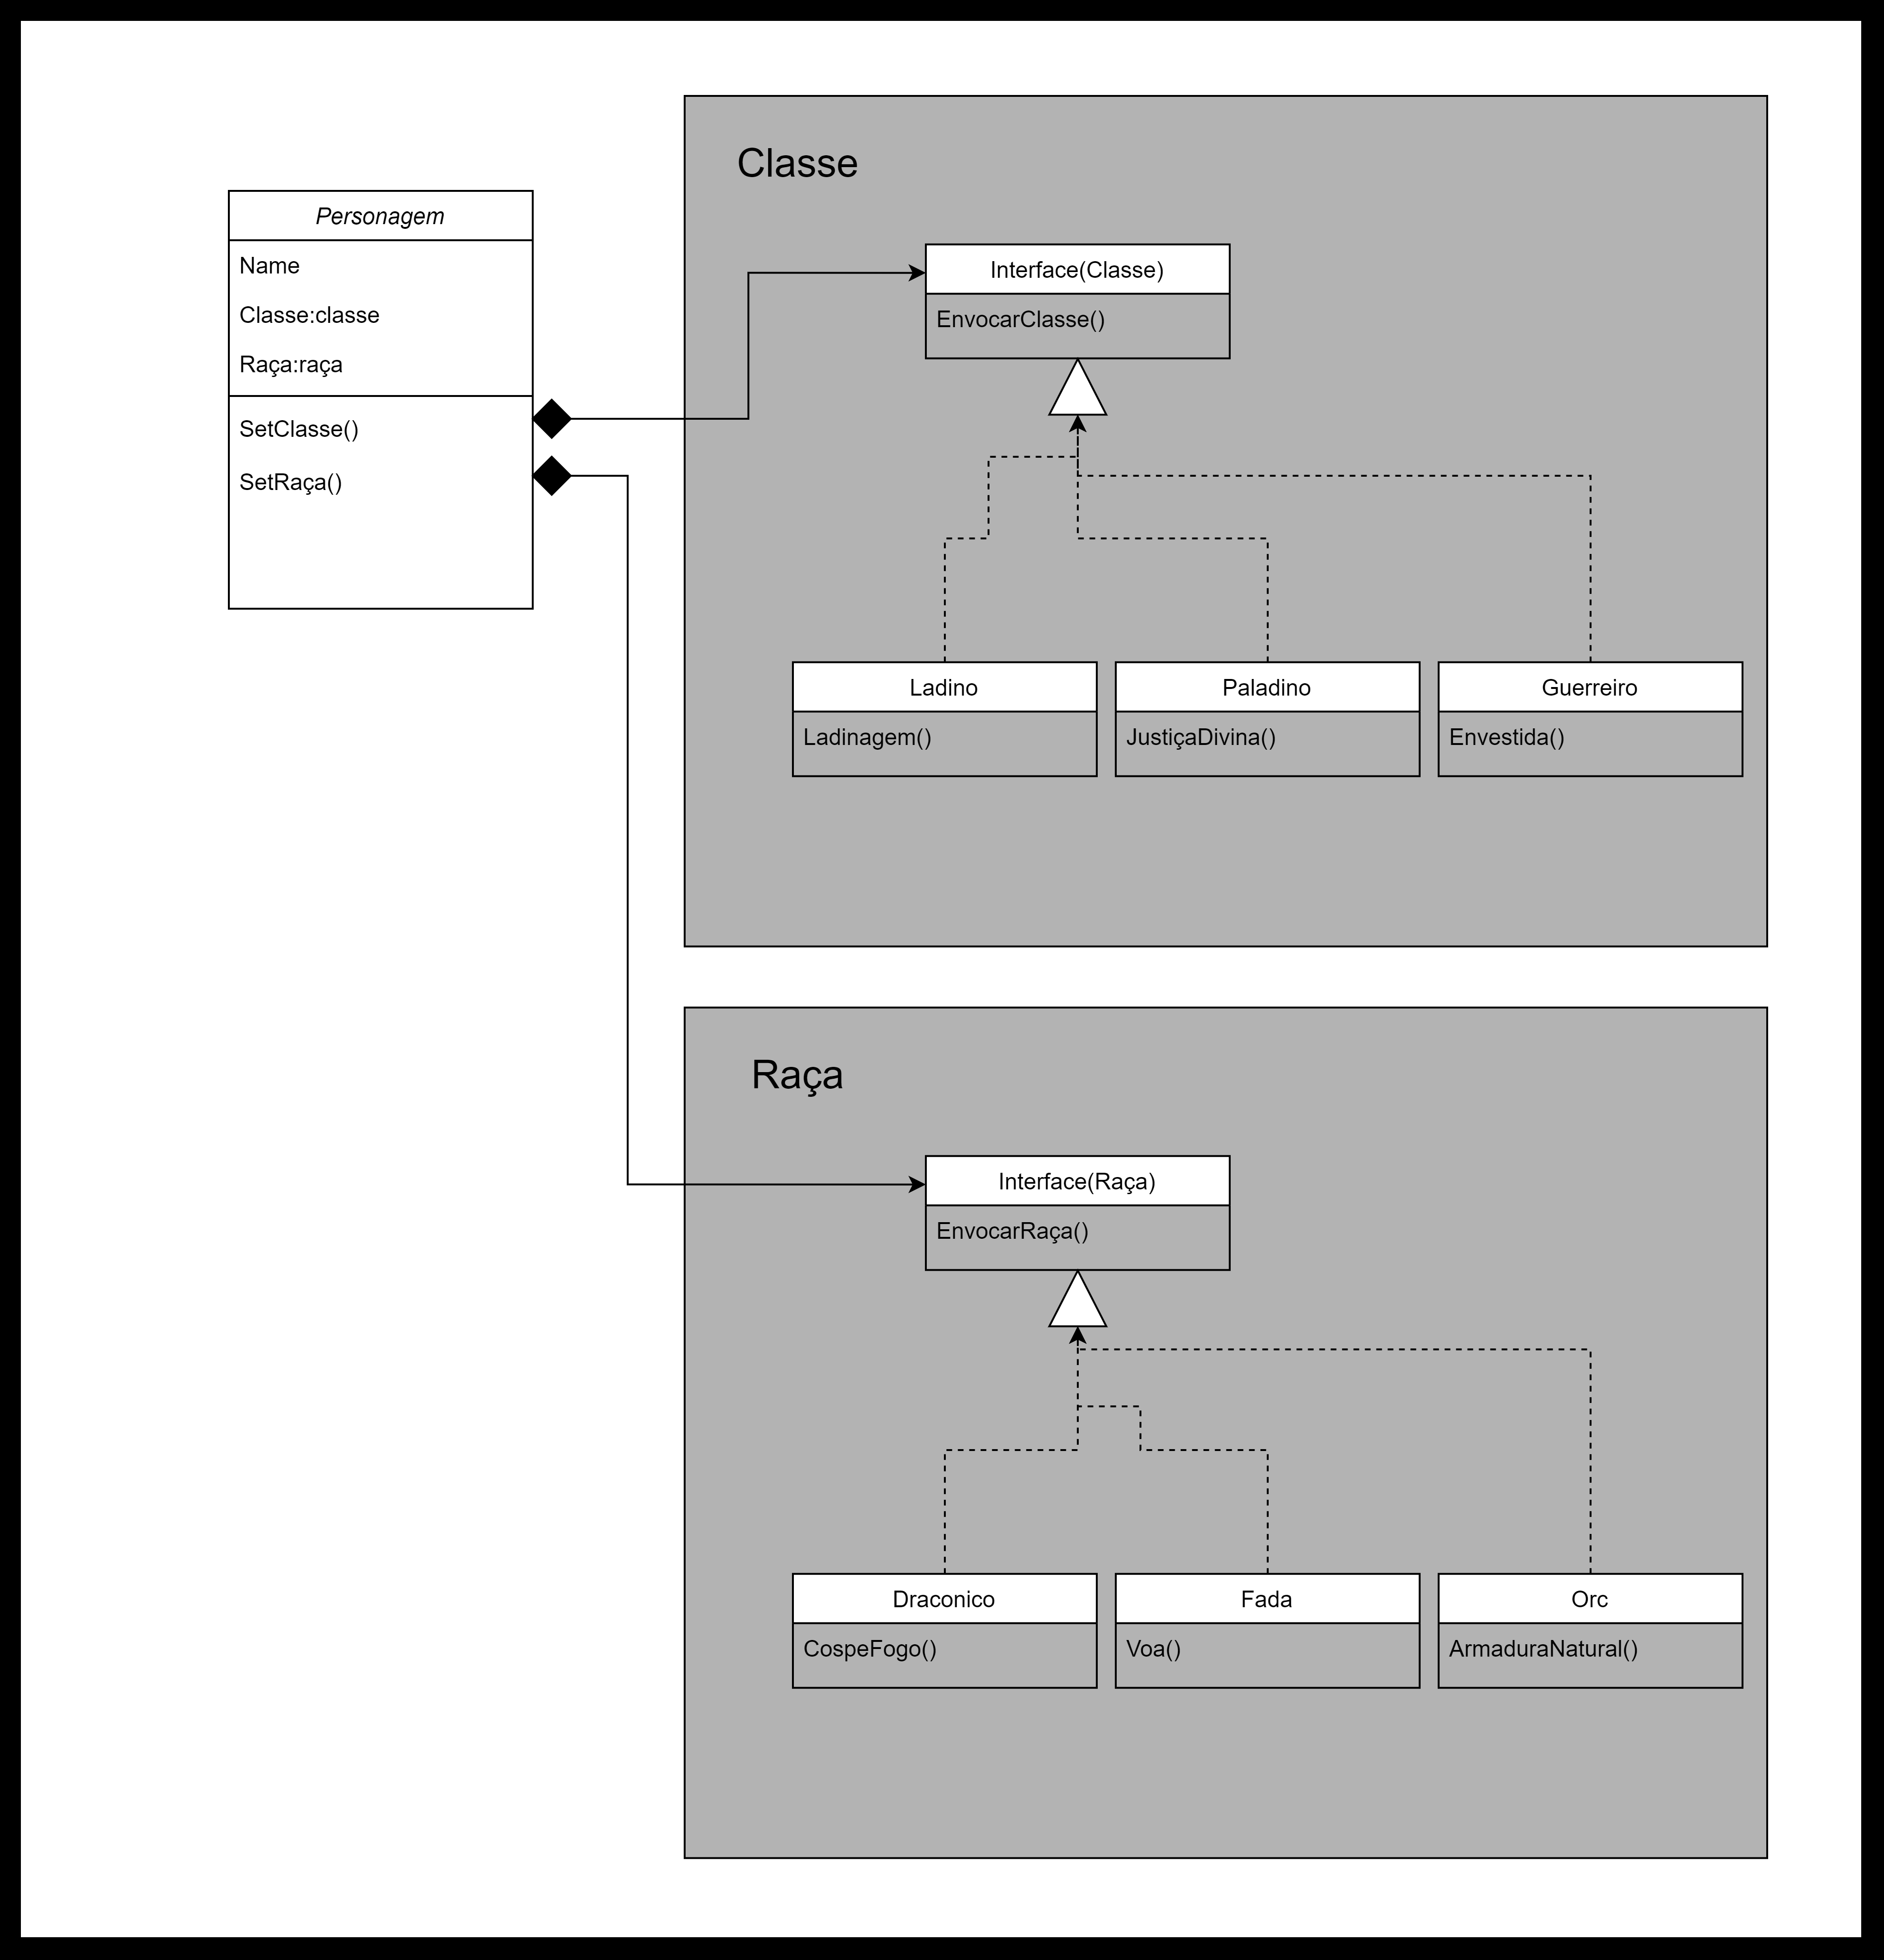 Personagem
Name
Classe:classe
Raça:raça
SetClasse()
SetRaça()
Classe
Interface(Classe)
EnvocarClasse()
Ladino
Ladinagem()
Paladino
JustiçaDivina()
Guerreiro
Envestida()
Raça
Interface(Raça)
EnvocarRaça()
Draconico
CospeFogo()
Fada
Voa()
Orc
ArmaduraNatural()